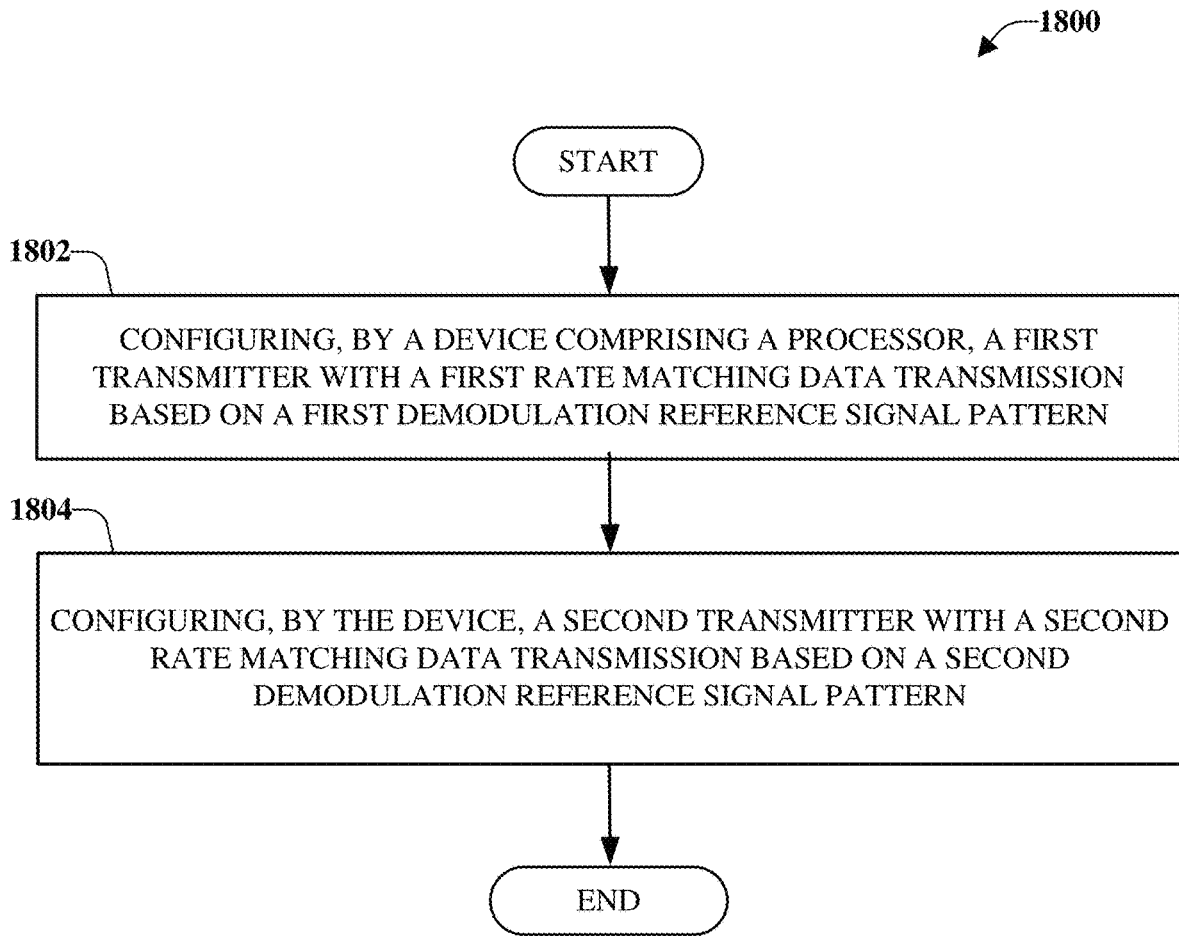 1800
START
1802
CONFIGURING, BY A DEVICE COMPRISING A PROCESSOR, A FIRST
TRANSMITTER WITH A FIRST RATE MATCHING DATA TRANSMISSION
BASED ON A FIRST DEMODULATION REFERENCE SIGNAL PATTERN
1804
CONFIGURING, BY THE DEVICE, A SECOND TRANSMITTER WITH A SECOND
RATE MATCHING DATA TRANSMISSION BASED ON A SECOND
DEMODULATION REFERENCE SIGNAL PATTERN
END